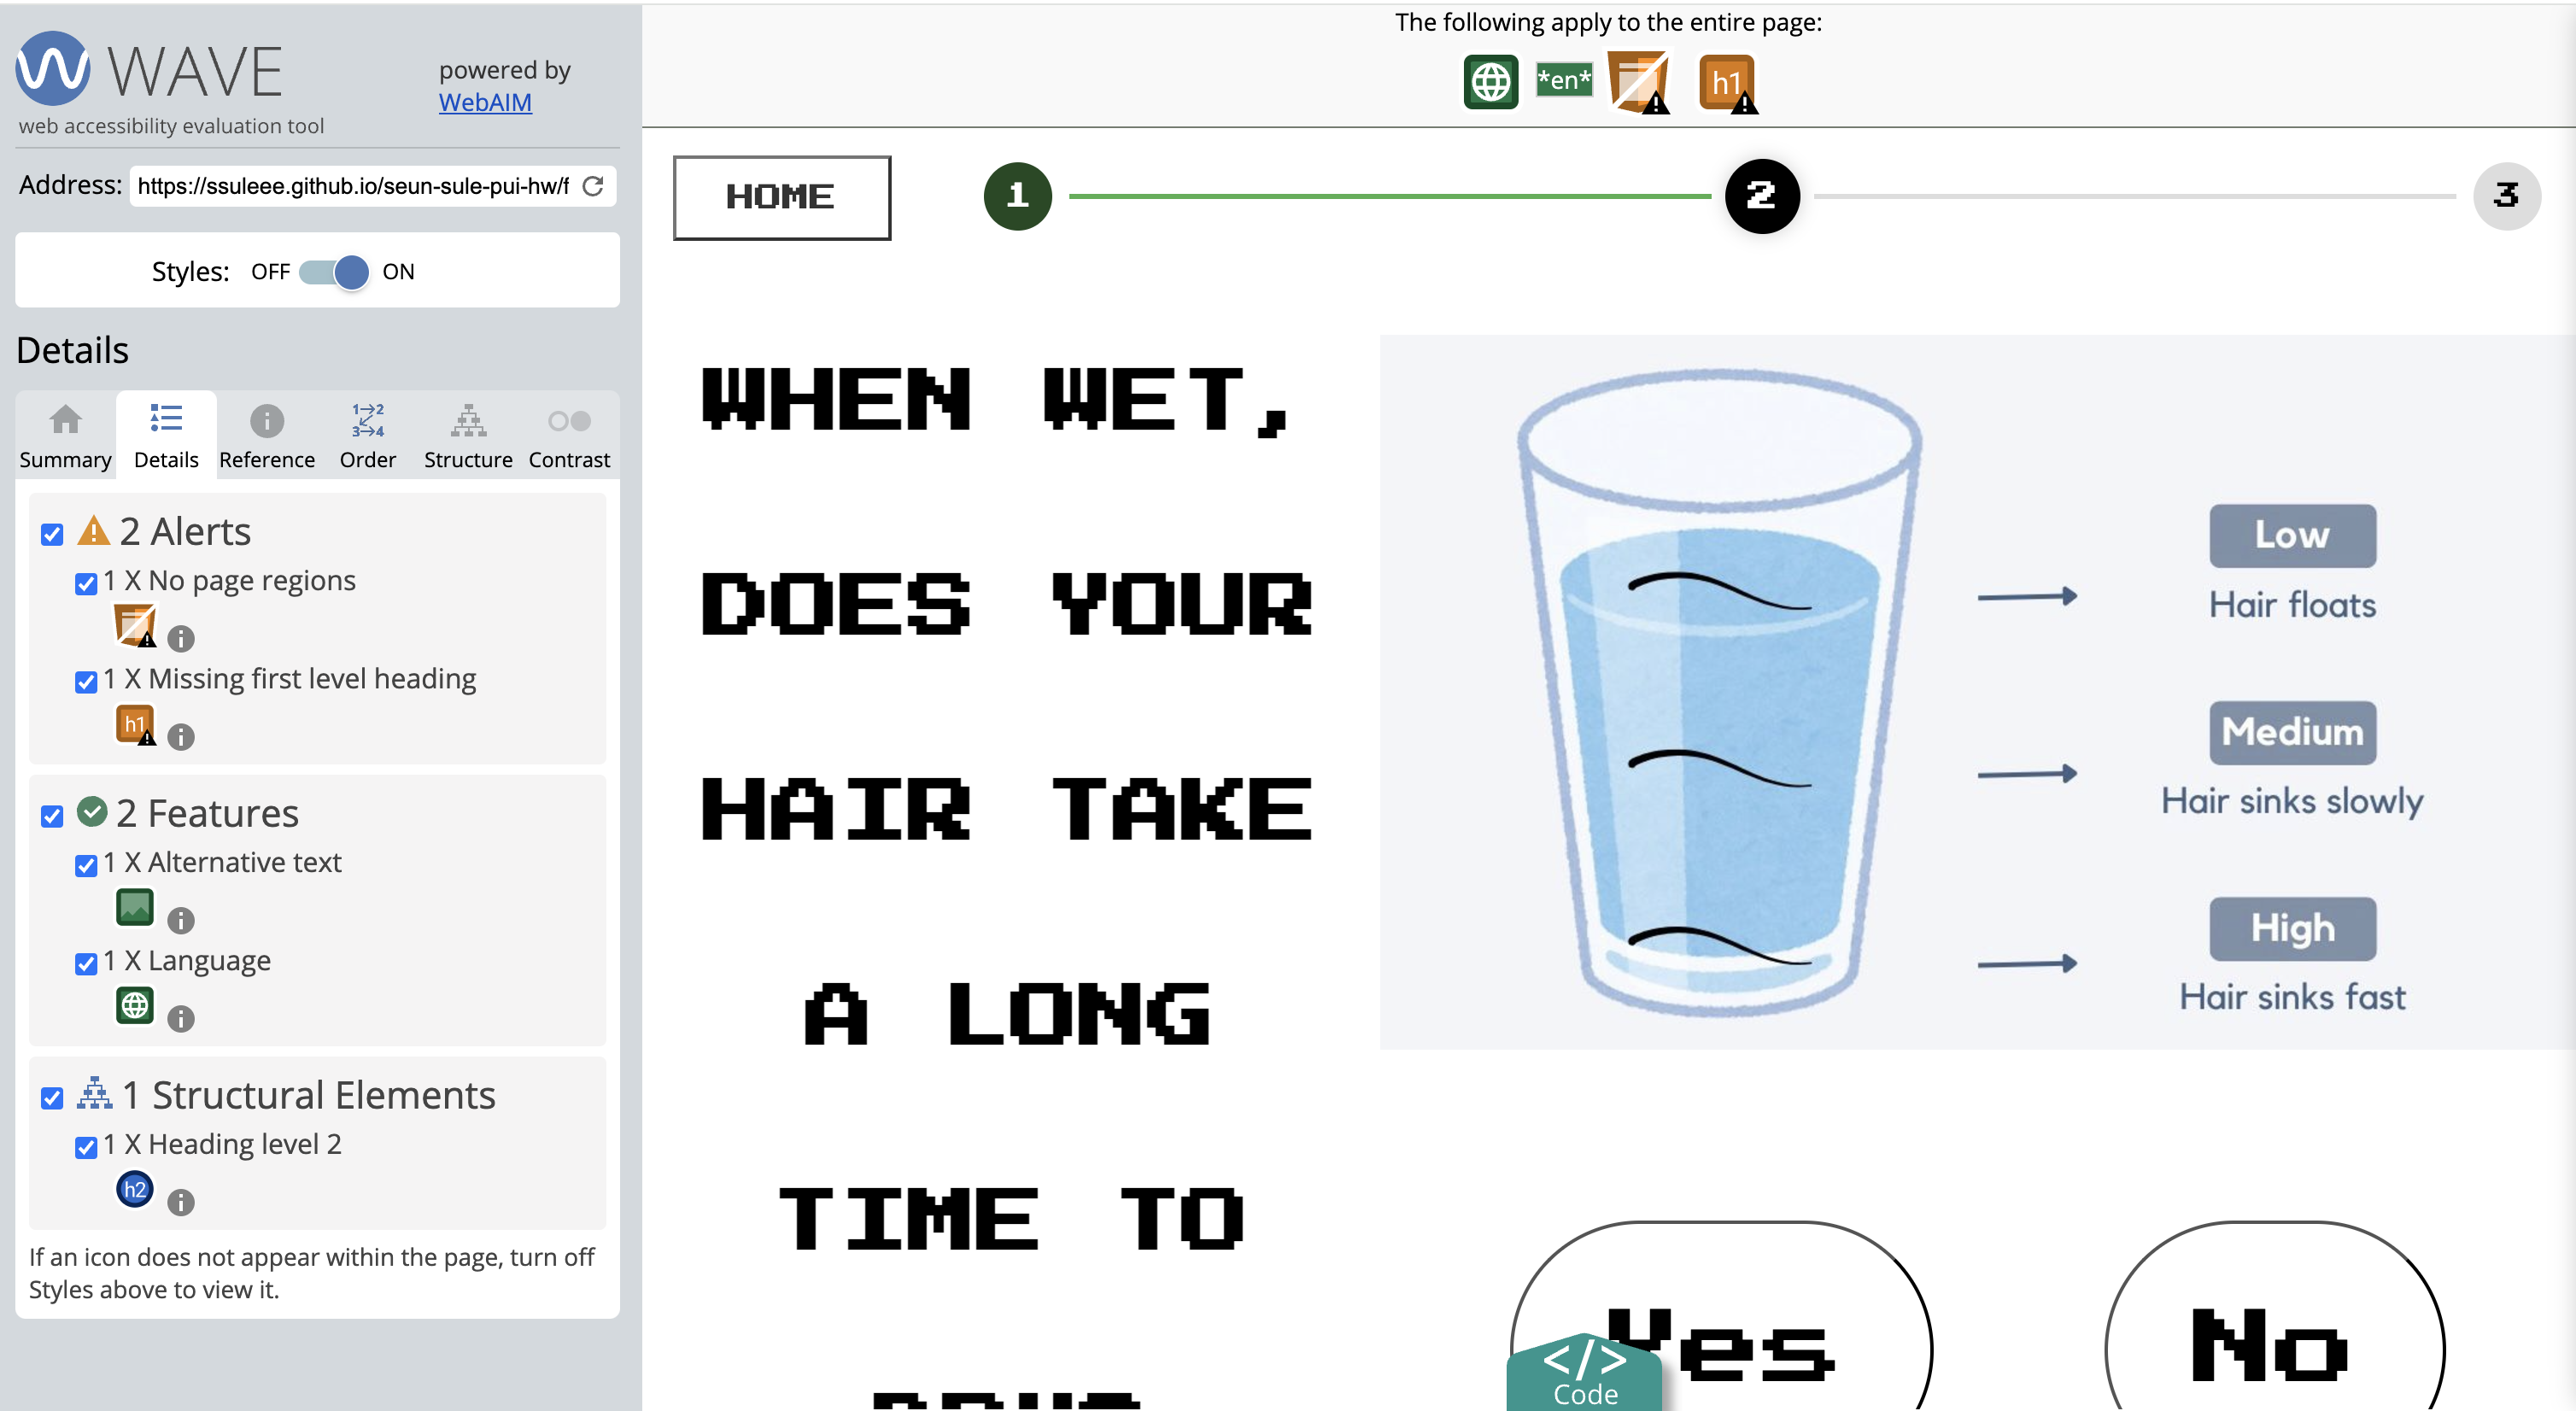 WAVE
powered by
WebAIM
web accessibility evaluation tool
Address: https://ssuleee.github.io/seun-sule-pui-hw/f
Styles: OFF ON
Details
Summary Details Reference Order Structure Contrast
2 Alerts
1 X No page regions
1 X Missing first level heading
h1
2 Features
1 X Alternative text
1 X Language
1 Structural Elements
1 X Heading level 2
h2
If an icon does not appear within the page, turn off
Styles above to view it.
The following apply to the entire page:
*en* h1
HOME 1 2 3
WHEN WET,
DOES YOUR
HAIR TAKE
A LONG
TIME TO
Low
Hair floats
Medium
Hair sinks slowly
High
Hair sinks fast
Yes No
</> Code